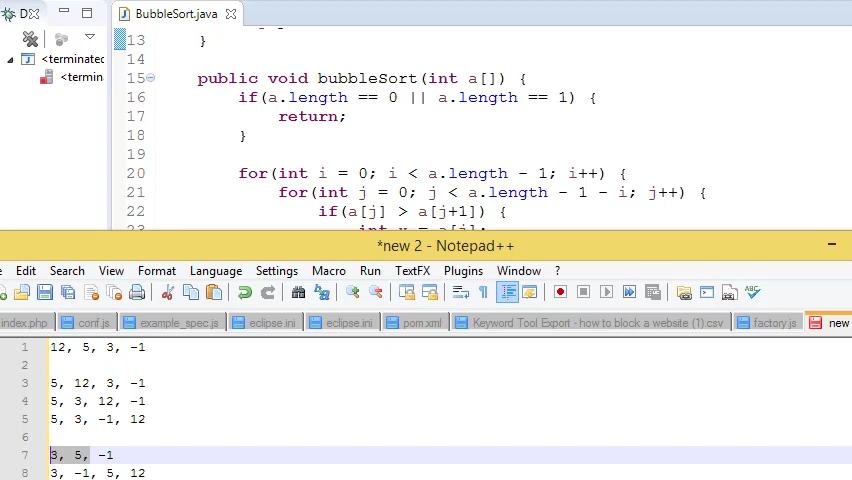 D
BubbleSort.java
<terminated
<termin
13 }
14
15 public void bubbleSort(int a[]) {
16 if(a.length == 0 || a.length == 1) {
17 return;
18 }
19
20 for(int i = 0; i < a.length - 1; i++) {
21 for(int j = 0; j < a.length - 1 - i; j++) {
22 if(a[j] > a[j+1]) {
*new 2 - Notepad++
Edit Search View Format Language Settings Macro Run TextFX Plugins Window ?
index.php conf.js example_spec.js eclipse.ini eclipse.ini pom.xml Keyword Tool Export - how to block a website (1).csv factory.js new
1 12, 5, 3, -1
2
3 5, 12, 3, -1
4 5, 3, 12, -1
5 5, 3, -1, 12
6
7 3, 5, -1
8 3, -1, 5, 12